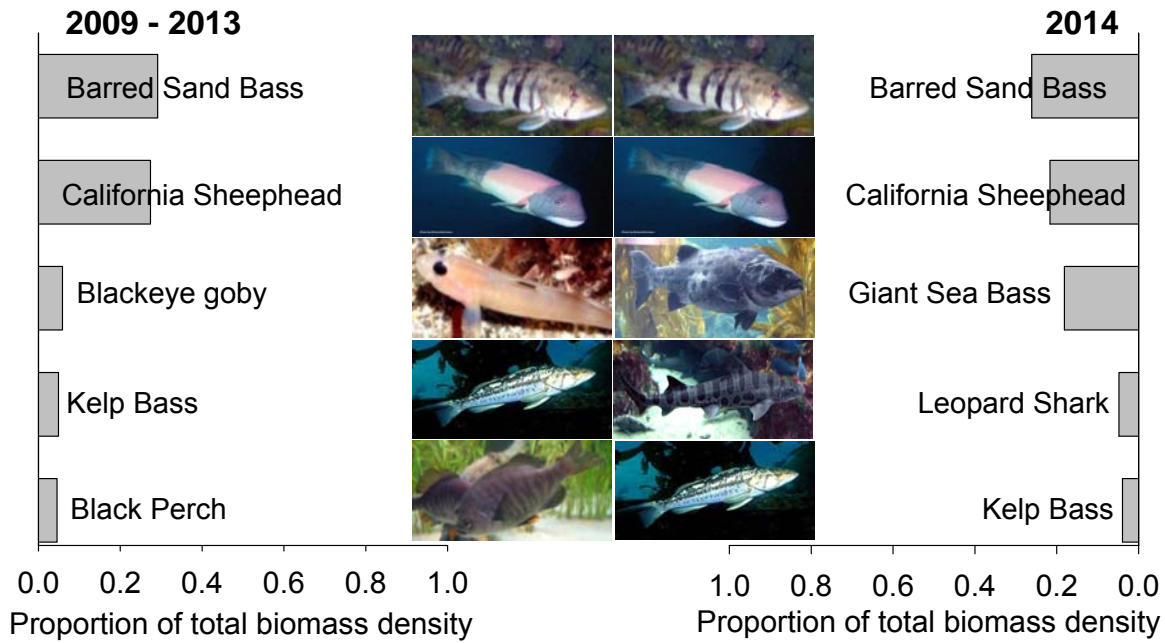 2009 - 2013
Barred Sand Bass
California Sheephead
Blackeye goby
Kelp Bass
Black Perch
0.0 0.2 0.4 0.6 0.8 1.0
Proportion of total biomass density
2014
Barred Sand Bass
California Sheephead
Giant Sea Bass
Leopard Shark
Kelp Bass
1.0 0.8 0.6 0.4 0.2 0.0
Proportion of total biomass density